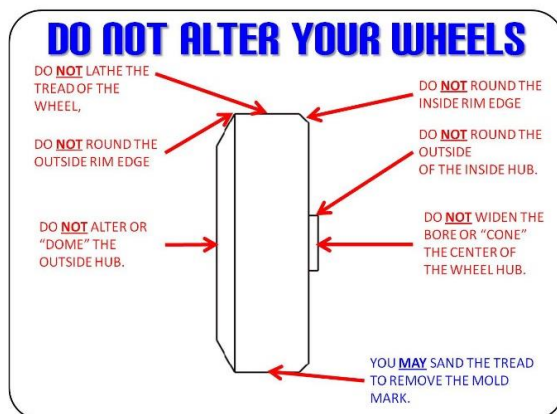 DO NOT ALTER YOUR WHEELS
DO NOT LATHE THE
TREAD OF THE
WHEEL,
DO NOT ROUND THE
OUTSIDE RIM EDGE
DO NOT ALTER OR
“DOME” THE
OUTSIDE HUB.
DO NOT ROUND THE
INSIDE RIM EDGE
DO NOT ROUND THE
OUTSIDE
OF THE INSIDE HUB.
DO NOT WIDEN THE
BORE OR “CONE”
THE CENTER OF
THE WHEEL HUB.
YOU MAY SAND THE TREAD
TO REMOVE THE MOLD
MARK.